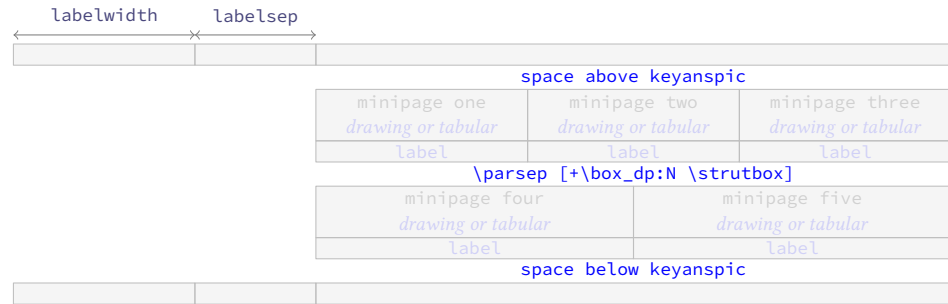 labelwidth labelsep
space above keyanspic
minipage one minipage two minipage three
drawing or tabular drawing or tabular drawing or tabular
label label label
\parsep [+\box_dp:N \strutbox]
minipage four minipage five
drawing or tabular drawing or tabular
label label
space below keyanspic